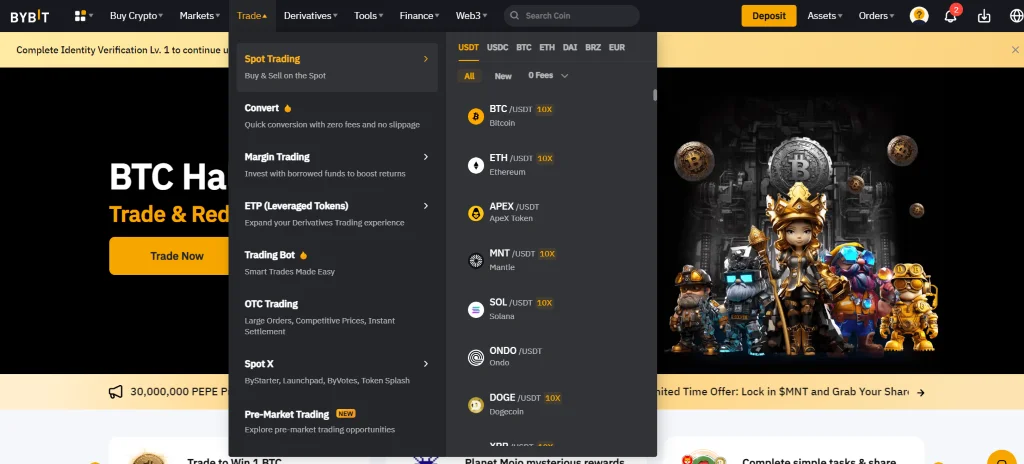 BYBIT
Buy Crypto
Markets
Trade
Derivatives
Tools
Finance
Web3
Search Coin
Deposit
Assets
Orders
2
Complete Identity Verification Lv. 1 to continue u
Spot Trading
Buy & Sell on the Spot
Convert
Quick conversion with zero fees and no slippage
Margin Trading
Invest with borrowed funds to boost returns
ETP (Leveraged Tokens)
Expand your Derivatives Trading experience
Trading Bot
Smart Trades Made Easy
OTC Trading
Large Orders, Competitive Prices, Instant
Settlement
Spot X
ByStarter, Launchpad, ByVotes, Token Splash
Pre-Market Trading NEW
Explore pre-market trading opportunities
USDT USDC BTC ETH DAI BRZ EUR
All New 0 Fees
BTC /USDT 10X
Bitcoin
ETH /USDT 10X
Ethereum
APEX /USDT
ApeX Token
MNT /USDT 10X
Mantle
SOL /USDT 10X
Solana
ONDO /USDT
Ondo
DOGE /USDT 10X
Dogecoin
BTC Ha
Trade & Red
Trade Now
30,000,000 PEPE P
mited Time Offer: Lock in $MNT and Grab Your Share
Trade to Win 1 BTC
Planet Mojo mysterious rewards
Complete simple tasks & share